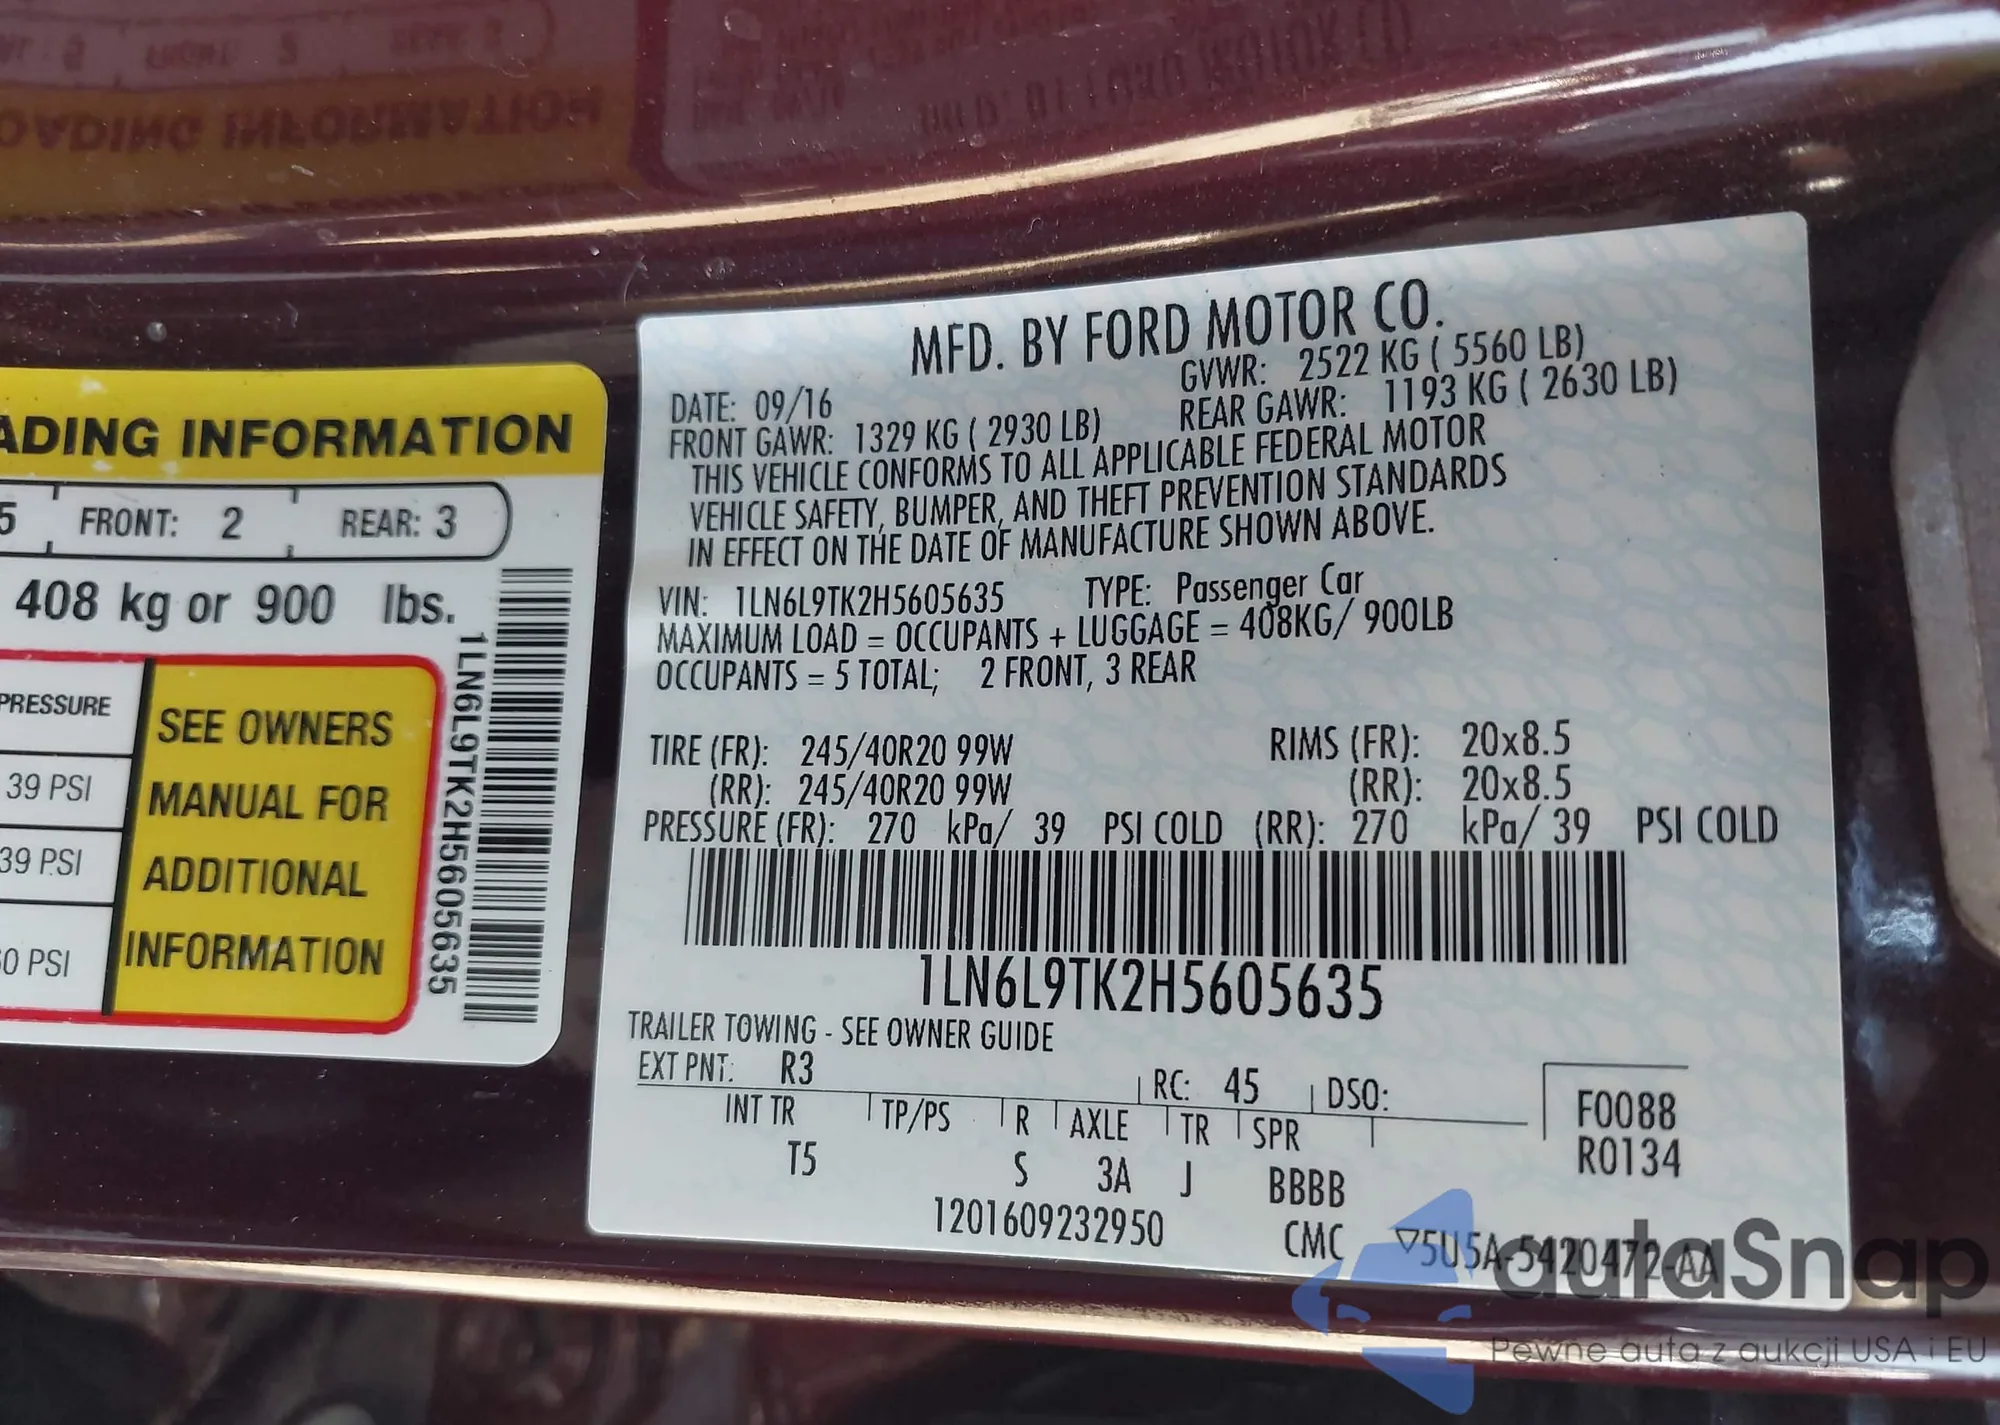 ADING INFORMATION
5 FRONT: 2 REAR: 3
408 kg or 900 lbs.
PRESSURE
39 PSI
39 PSI
60 PSI
SEE OWNERS
MANUAL FOR
ADDITIONAL
INFORMATION
1LN6L9TK2H5605635
MFD. BY FORD MOTOR CO.
DATE: 09/16 GVWR: 2522 KG ( 5560 LB)
FRONT GAWR: 1329 KG ( 2930 LB) REAR GAWR: 1193 KG ( 2630 LB)
THIS VEHICLE CONFORMS TO ALL APPLICABLE FEDERAL MOTOR
VEHICLE SAFETY, BUMPER, AND THEFT PREVENTION STANDARDS
IN EFFECT ON THE DATE OF MANUFACTURE SHOWN ABOVE.
VIN: 1LN6L9TK2H5605635 TYPE: Passenger Car
MAXIMUM LOAD = OCCUPANTS + LUGGAGE = 408KG/ 900LB
OCCUPANTS = 5 TOTAL; 2 FRONT, 3 REAR
TIRE (FR): 245/40R20 99W RIMS (FR): 20x8.5
(RR): 245/40R20 99W (RR): 20x8.5
PRESSURE (FR): 270 kPa/ 39 PSI COLD (RR): 270 kPa/ 39 PSI COLD
1LN6L9TK2H5605635
TRAILER TOWING - SEE OWNER GUIDE
EXT PNT: R3 RC: 45 DSO:
F0088
R0134
INT TR TP/PS R AXLE TR SPR
T5 S 3A J BBBB
1201609232950 CMC ▽5U5A-5420472-AA
autaSnap
Pewne auta z aukcji USA i EU